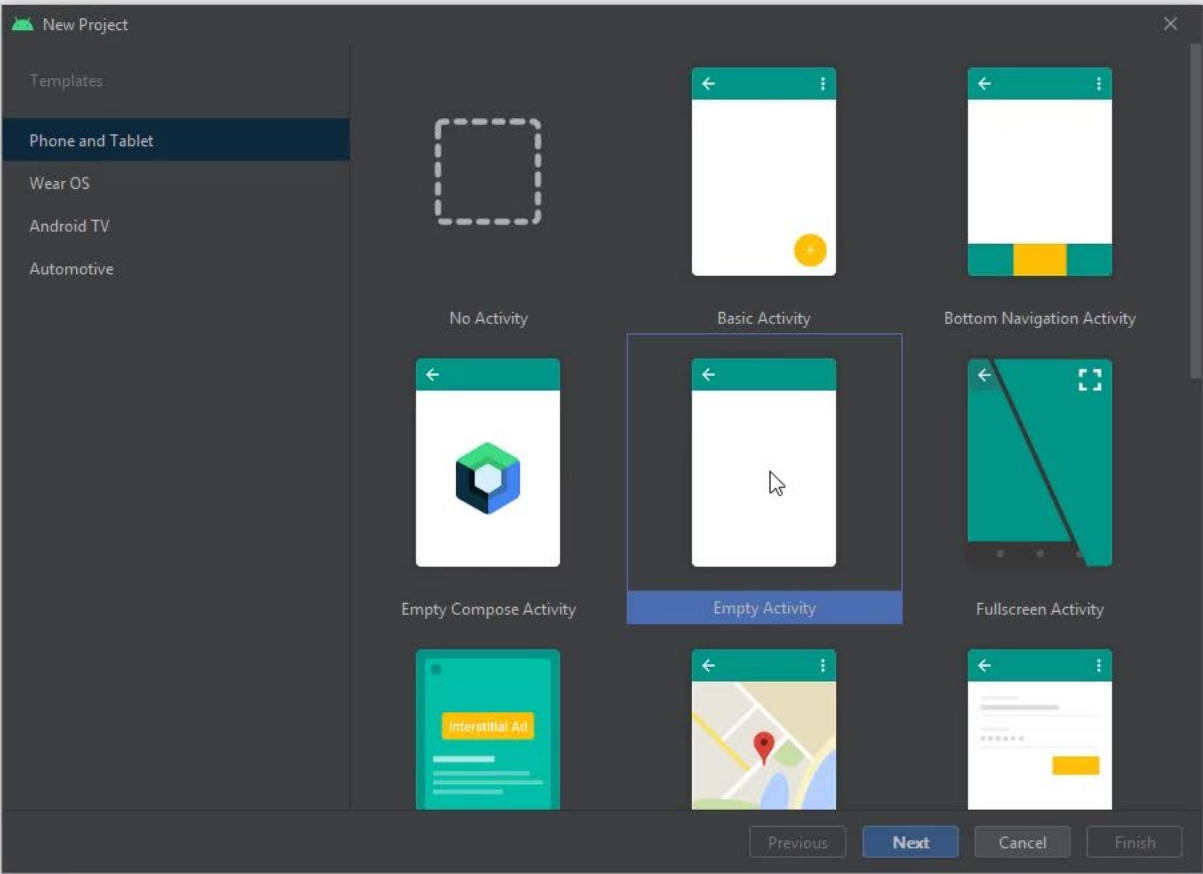 New Project
Templates
Phone and Tablet
Wear OS
Android TV
Automotive
No Activity
Basic Activity
Bottom Navigation Activity
Empty Compose Activity
Empty Activity
Fullscreen Activity
Interstitial Ad
Previous
Next
Cancel
Finish